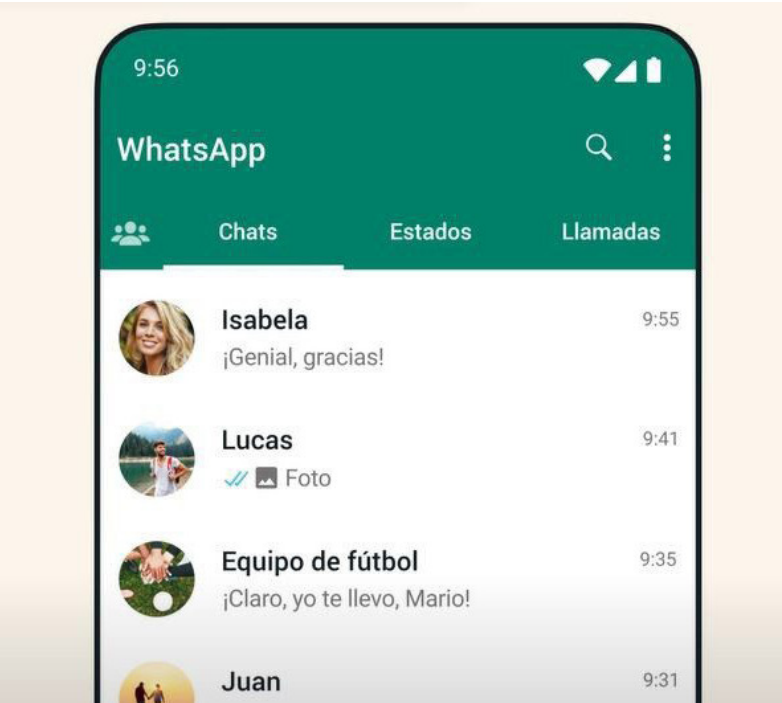 9:56
WhatsApp
Chats Estados Llamadas
Isabela 9:55
¡Genial, gracias!
Lucas 9:41
Foto
Equipo de fútbol 9:35
¡Claro, yo te llevo, Mario!
Juan 9:31